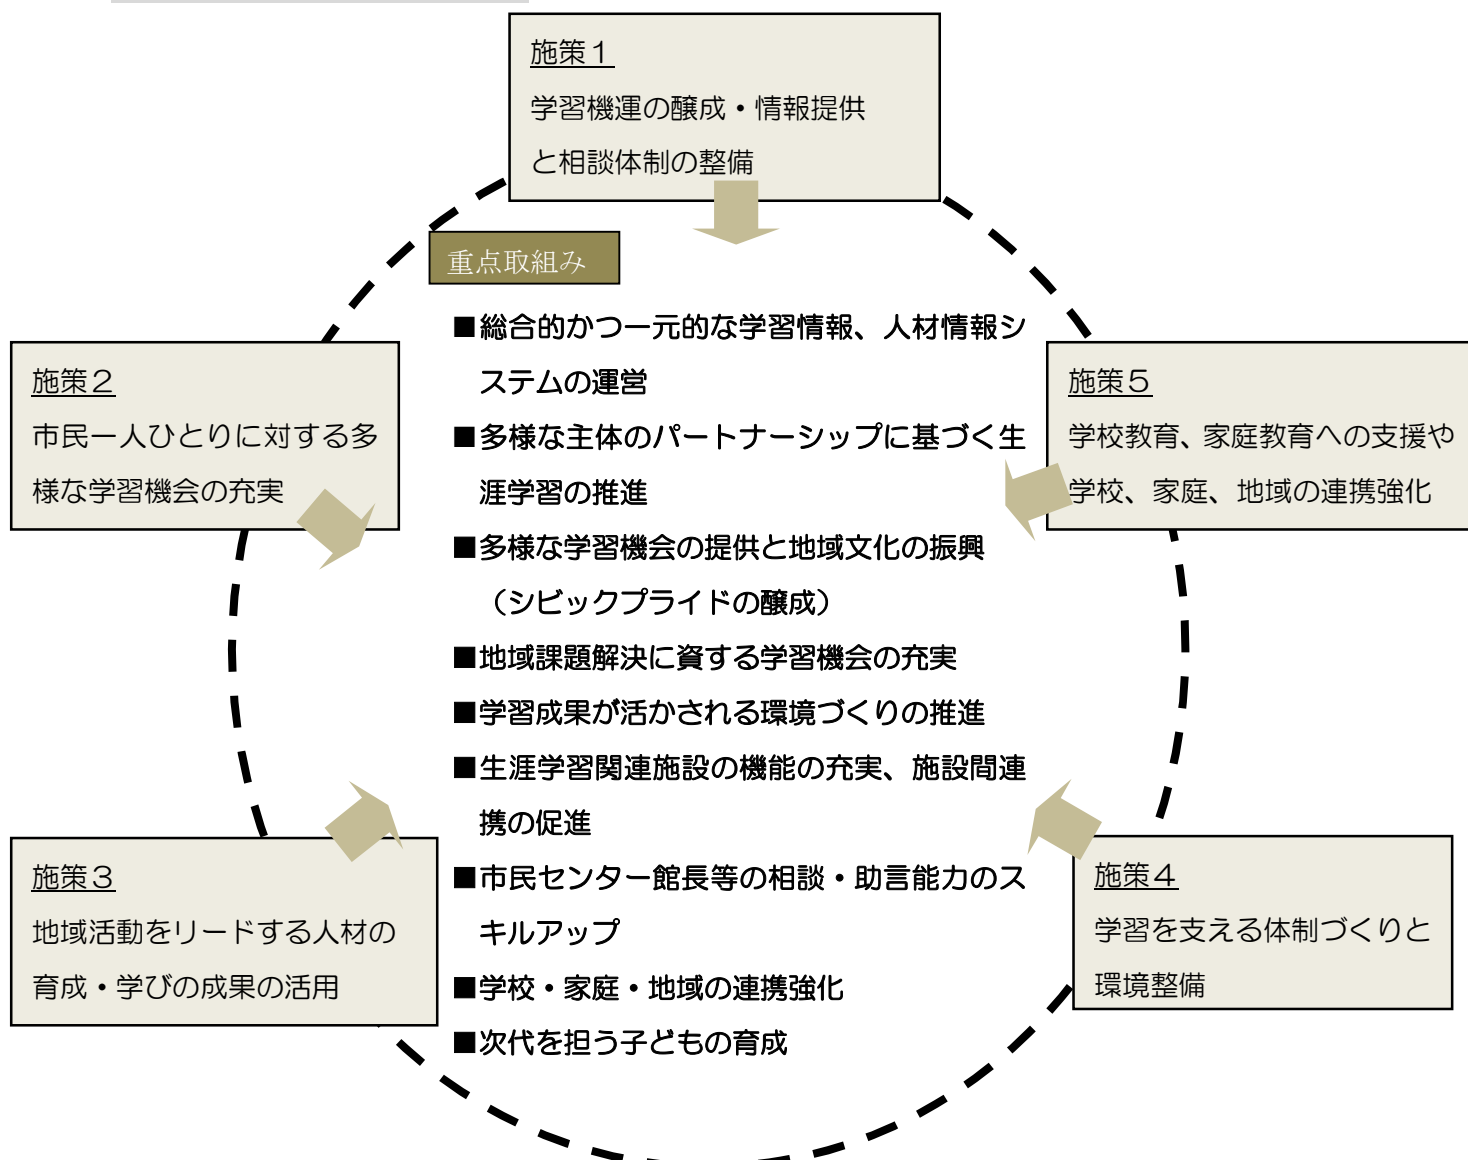 施策１
学習機運の醸成・情報提供
と相談体制の整備
重点取組み
■総合的かつ一元的な学習情報、人材情報シ
ステムの運営
■多様な主体のパートナーシップに基づく生
涯学習の推進
■多様な学習機会の提供と地域文化の振興
（シビックプライドの醸成）
■地域課題解決に資する学習機会の充実
■学習成果が活かされる環境づくりの推進
■生涯学習関連施設の機能の充実、施設間連
携の促進
■市民センター館長等の相談・助言能力のス
キルアップ
■学校・家庭・地域の連携強化
■次代を担う子どもの育成
施策２
市民一人ひとりに対する多
様な学習機会の充実
施策５
学校教育、家庭教育への支援や
学校、家庭、地域の連携強化
施策３
地域活動をリードする人材の
育成・学びの成果の活用
施策４
学習を支える体制づくりと
環境整備